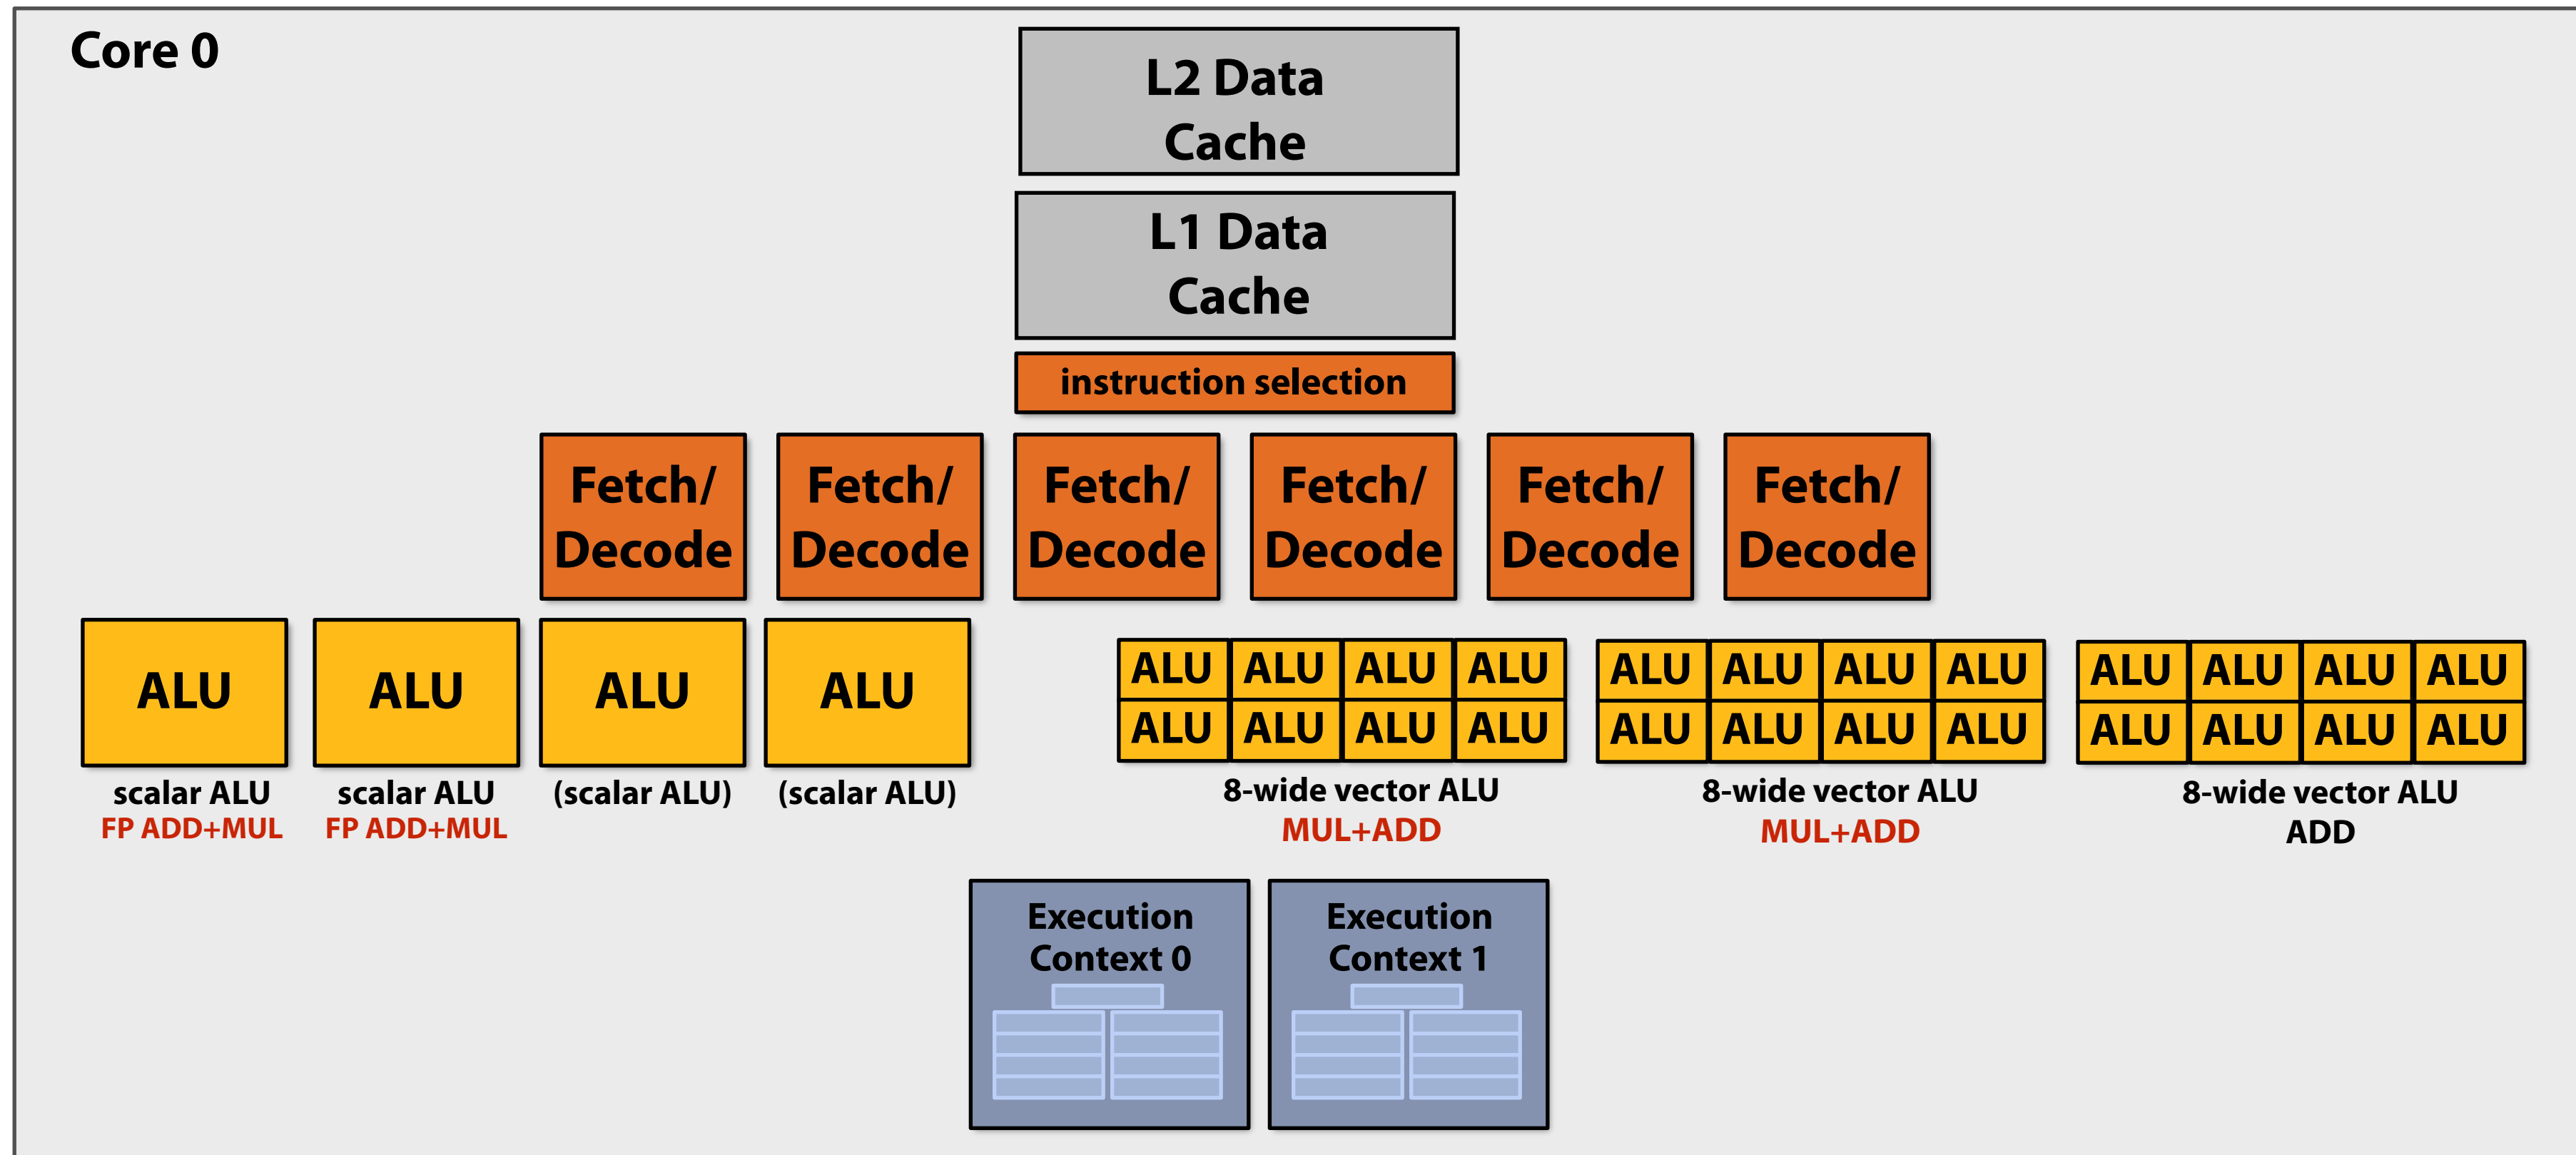 Core 0
L2 Data
Cache
L1 Data
Cache
instruction selection
Fetch/
Decode
Fetch/
Decode
Fetch/
Decode
Fetch/
Decode
Fetch/
Decode
Fetch/
Decode
ALU
scalar ALU
FP ADD+MUL
ALU
scalar ALU
FP ADD+MUL
ALU
(scalar ALU)
ALU
(scalar ALU)
ALU ALU ALU ALU
ALU ALU ALU ALU
8-wide vector ALU
MUL+ADD
ALU ALU ALU ALU
ALU ALU ALU ALU
8-wide vector ALU
MUL+ADD
ALU ALU ALU ALU
ALU ALU ALU ALU
8-wide vector ALU
ADD
Execution
Context 0
Execution
Context 1